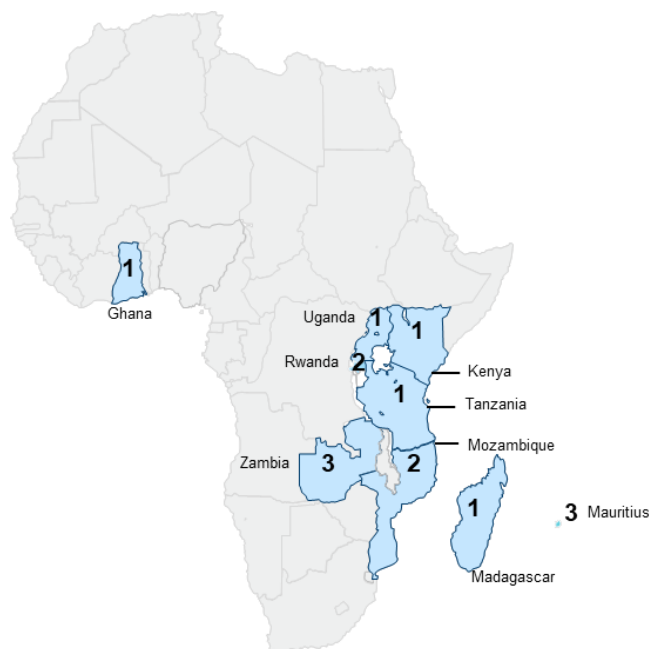 1
Ghana
Uganda
1
1
Rwanda
2
Kenya
1
Tanzania
Mozambique
Zambia
3
2
1
3
Mauritius
Madagascar